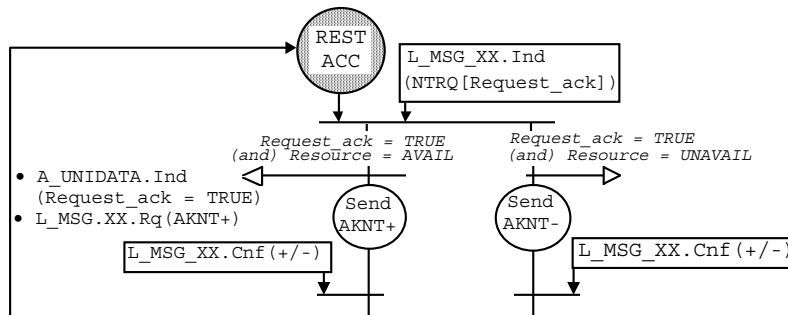 REST
ACC
L_MSG_XX.Ind
(NTRQ[Request_ack])
Request_ack = TRUE
(and) Resource = AVAIL
Request_ack = TRUE
(and) Resource = UNAVAIL
• A_UNIDATA.Ind
(Request_ack = TRUE)
• L_MSG.XX.Rq(AKNT+)
Send
AKNT+
Send
AKNT-
L_MSG_XX.Cnf(+/-)
L_MSG_XX.Cnf(+/-)